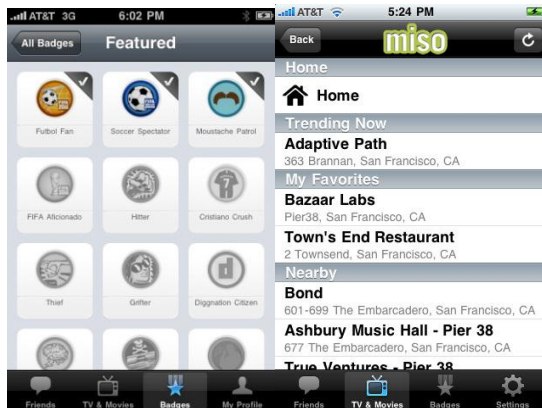 AT&T 3G 6:02 PM
All Badges Featured
Futbol Fan Soccer Spectator Moustache Patrol
FIFA Aficionado Hitter Cristiano Crush
Thief Grifter Diggnation Citizen
Friends TV & Movies Badges My Profile
AT&T 5:24 PM
Back miso
Home
Home
Trending Now
Adaptive Path
363 Brannan, San Francisco, CA
My Favorites
Bazaar Labs
Pier38, San Francisco, CA
Town's End Restaurant
2 Townsend, San Francisco, CA
Nearby
Bond
601-699 The Embarcadero, San Francisco, CA
Ashbury Music Hall - Pier 38
677 The Embarcadero, San Francisco, CA
True Ventures - Pier 38
Friends TV & Movies Badges Settings